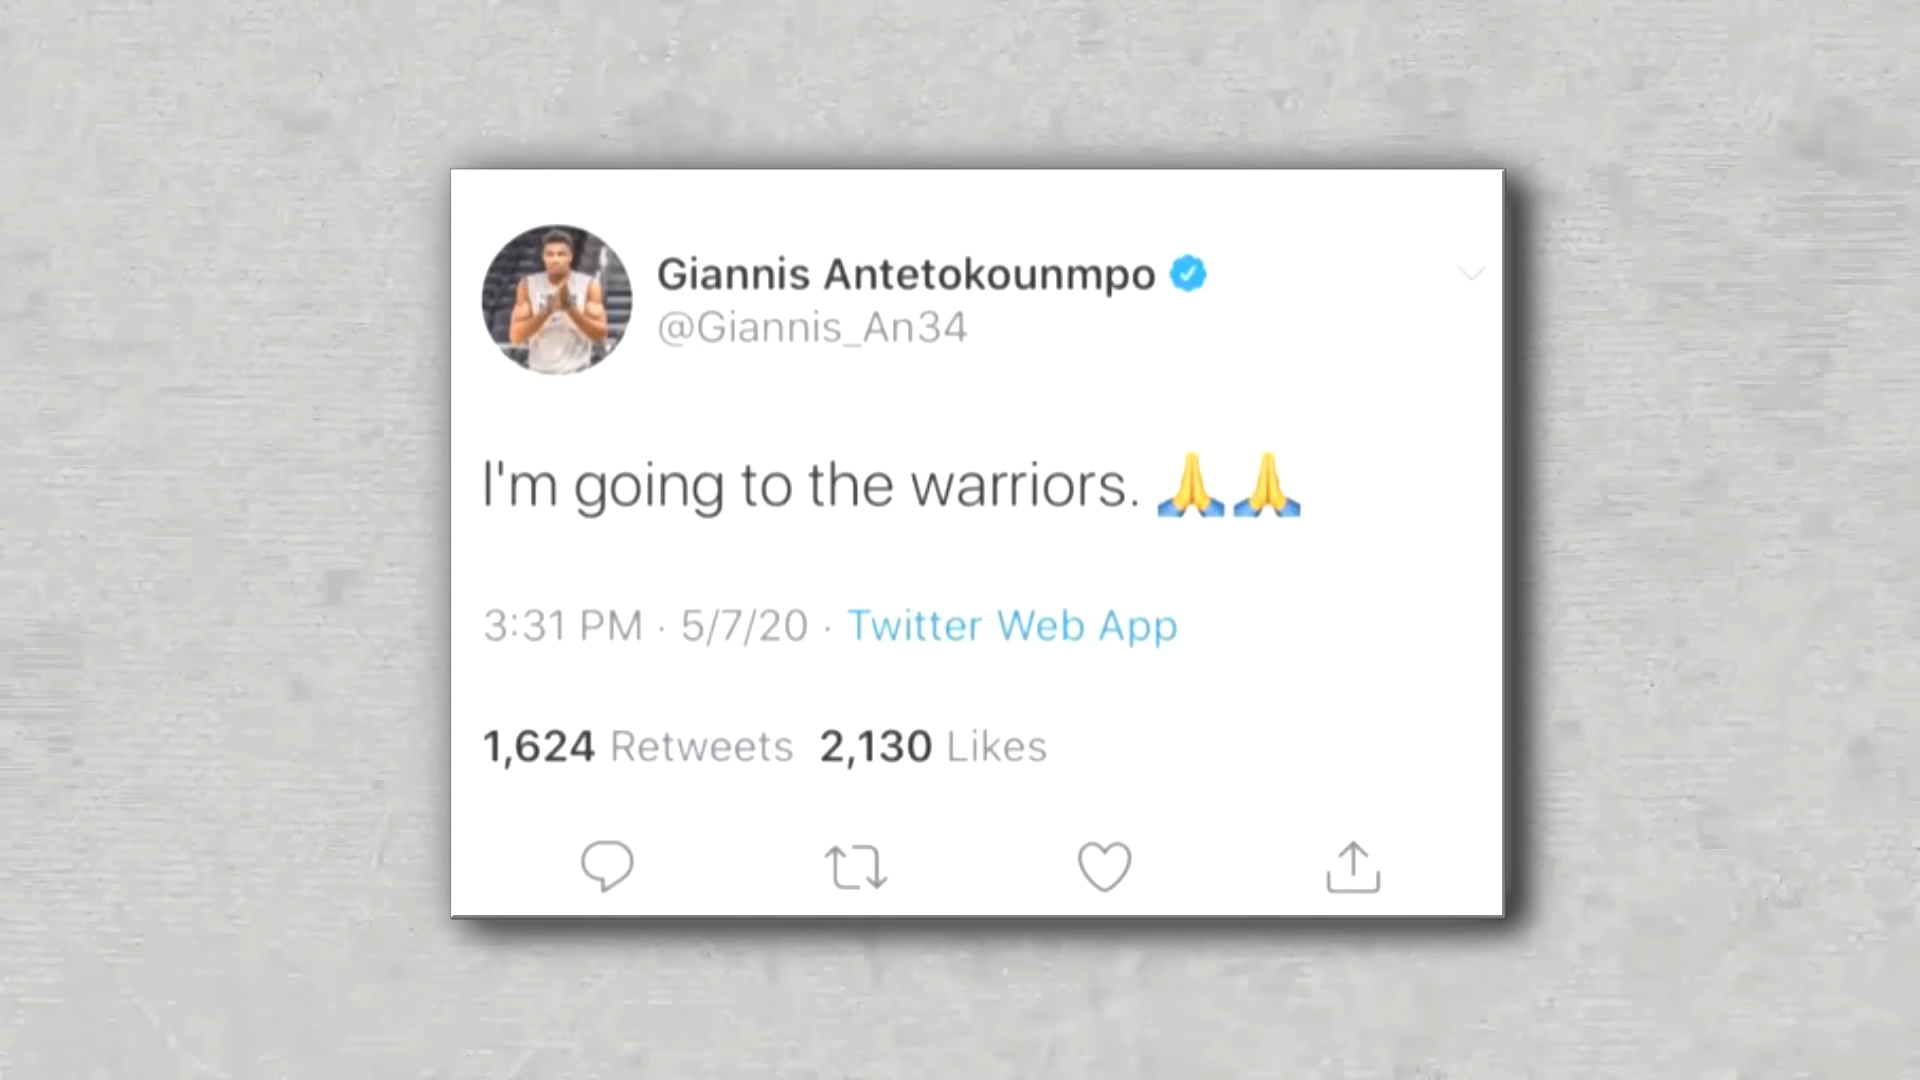 Giannis Antetokounmpo
@Giannis_An34
I'm going to the warriors. 🙏🙏
3:31 PM · 5/7/20 · Twitter Web App
1,624 Retweets 2,130 Likes